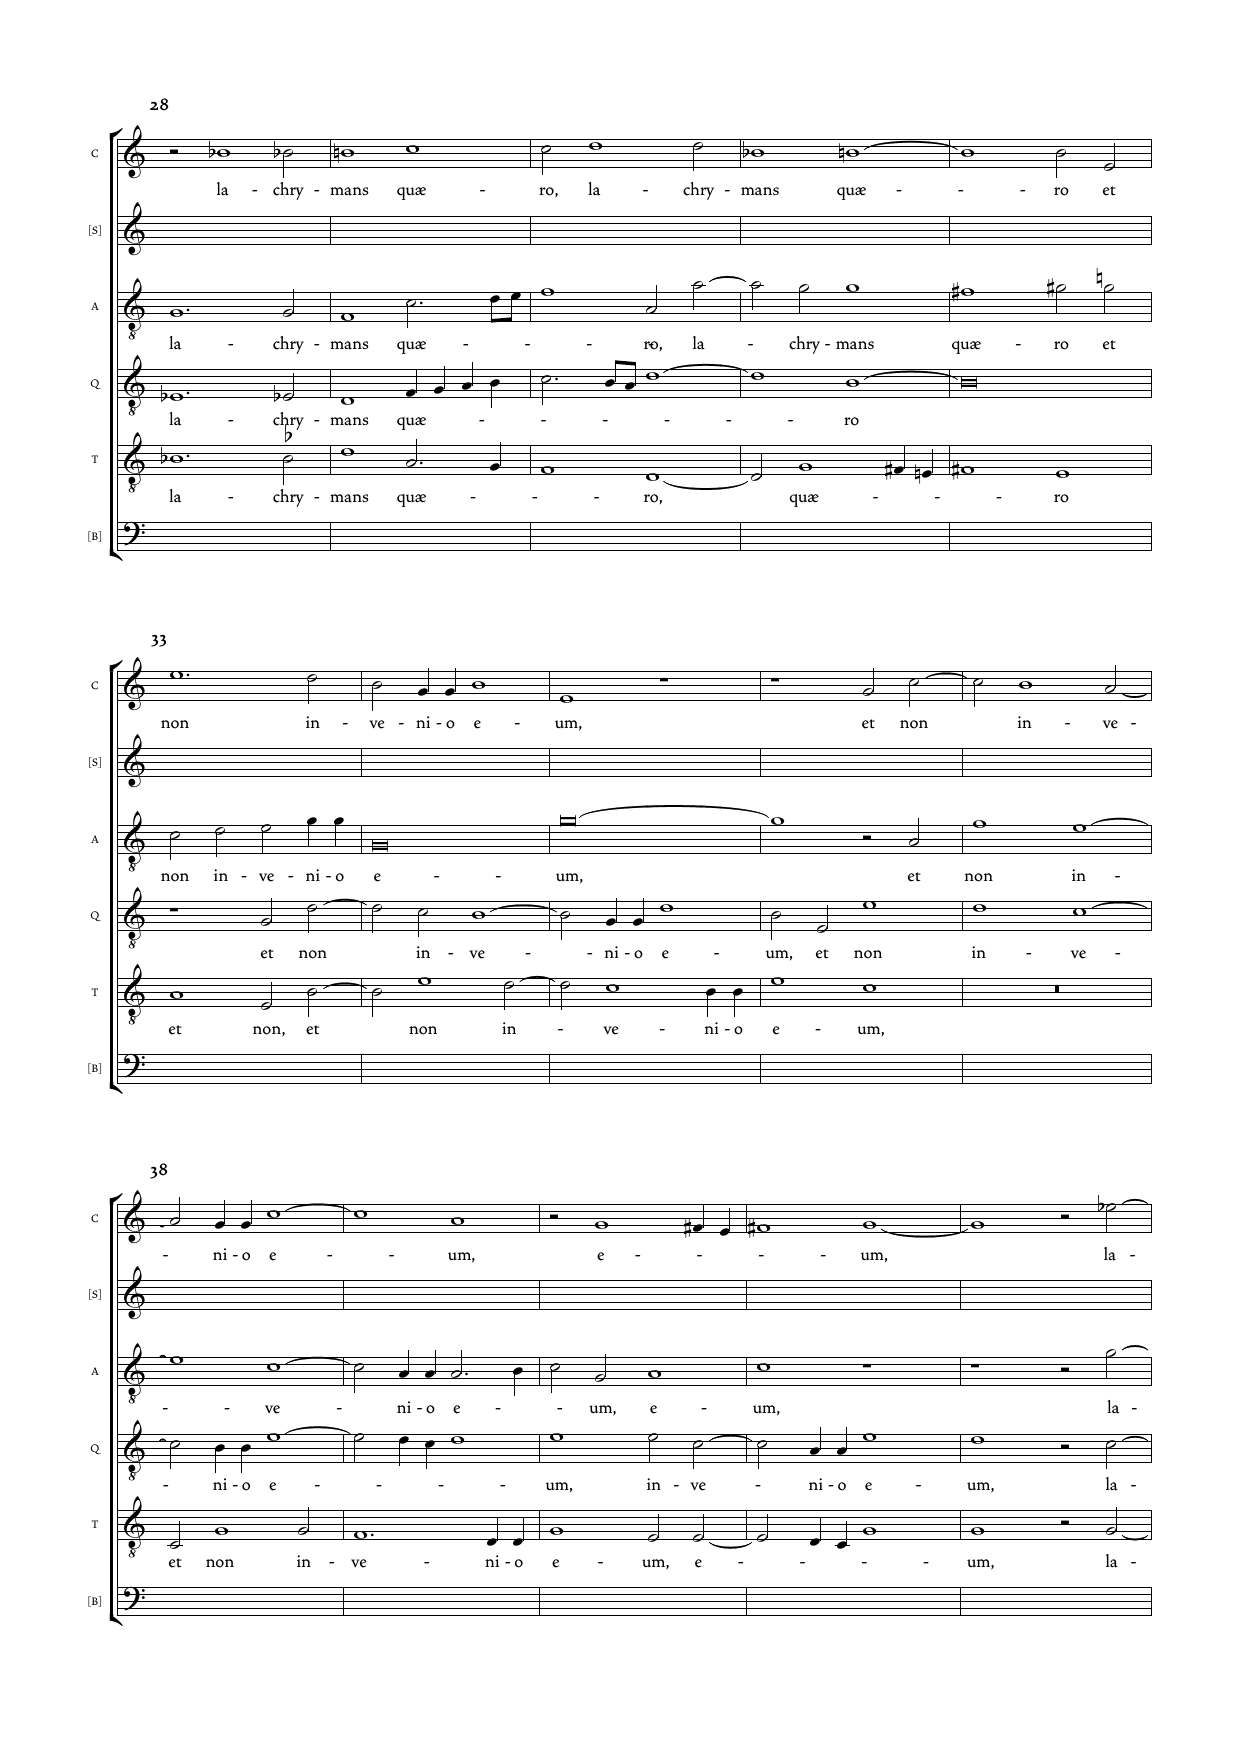 28
C
la - chry - mans quæ - ro, la - chry - mans quæ - - - ro et
[S]
A
la - chry - mans quæ - - - ro, la - chry - mans quæ - ro et
Q
la - chry - mans quæ - - - - - - ro
T
la - chry - mans quæ - - - ro, quæ - - - ro
[B]
33
C
non in - ve - ni - o e - um, et non in - ve -
[S]
A
non in - ve - ni - o e - - um, et non in -
Q
et non in - ve - - ni - o e - um, et non in - ve -
T
et non, et non in - ve - ni - o e - um,
[B]
38
C
- ni - o e - - um, e - - - - um, la -
[S]
A
- - ve - ni - o e - - um, e - um, la -
Q
- ni - o e - - - - um, in - ve - ni - o e - um, la -
T
et non in - ve - ni - o e - um, e - - - - um, la -
[B]